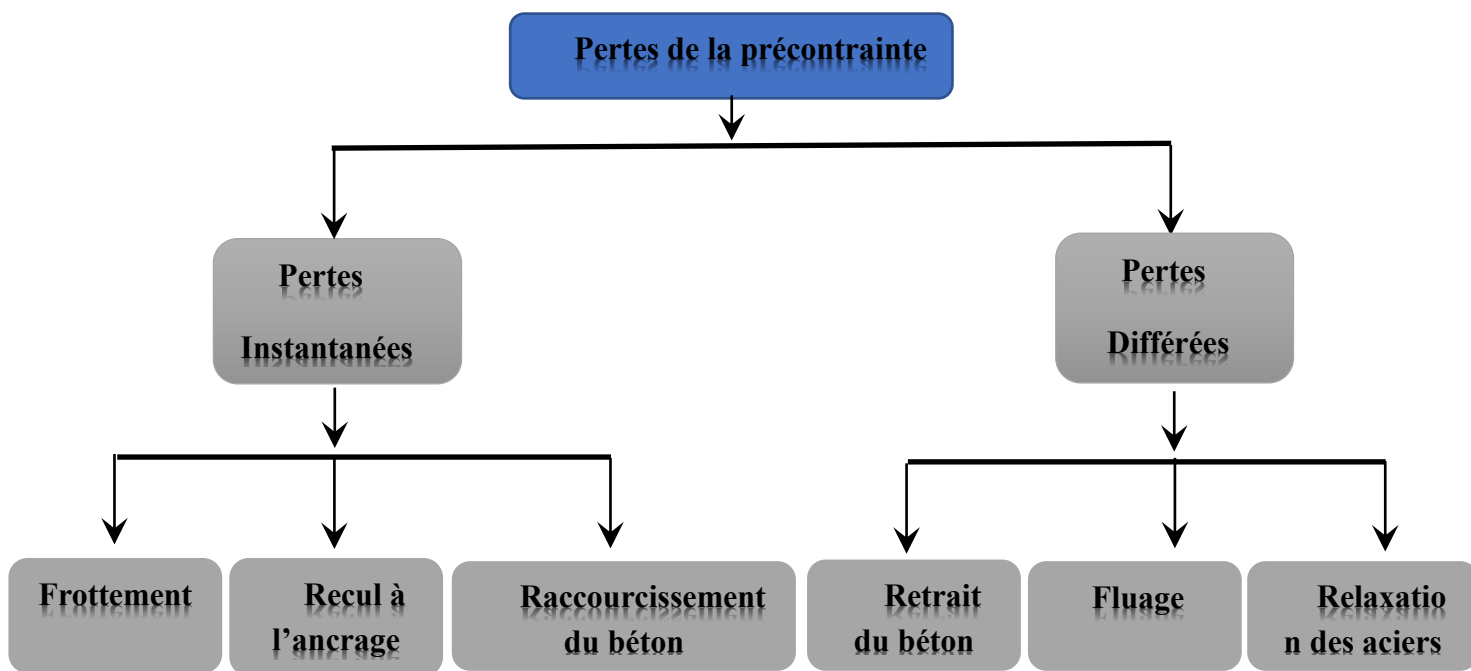 Pertes de la précontrainte
Pertes
Instantanées
Pertes
Différées
Frottement
Recul à
l’ancrage
Raccourcissement
du béton
Retrait
du béton
Fluage
Relaxatio
n des aciers